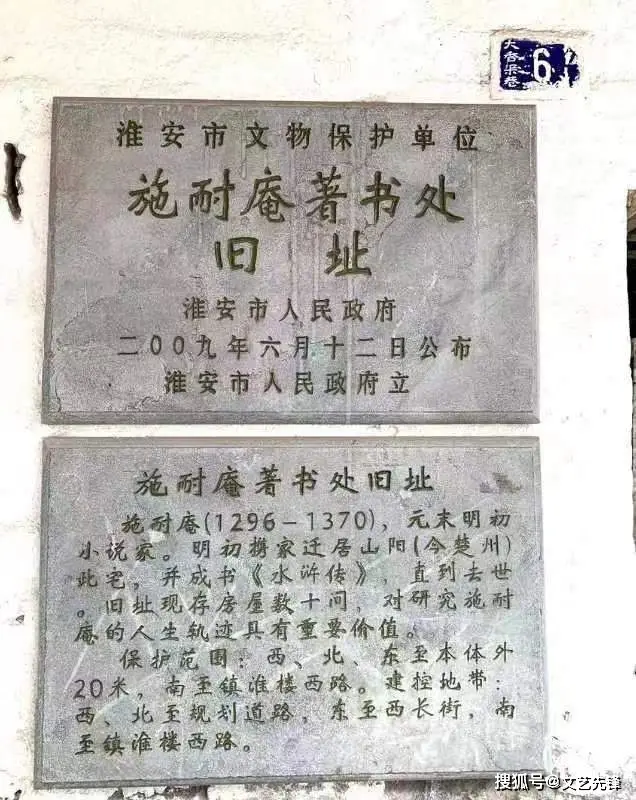 大香渠巷
6
淮安市文物保护单位
施耐庵著书处
旧址
淮安市人民政府
二00九年六月十二日公布
淮安市人民政府立
施耐庵著书处旧址
施耐庵(1296-1370)，元末明初
小说家。明初携家迁居山阳(今楚州)
此宅，并成书《水浒传》，直到去世
。旧址现存房屋数十间，对研究施耐
庵的人生轨迹具有重要价值。
保护范围：西、北、东至本体外
20米，南至镇淮楼西路。建控地带：
西、北至规划道路，东至西长街，南
至镇淮楼西路。
搜狐号@文艺先锋